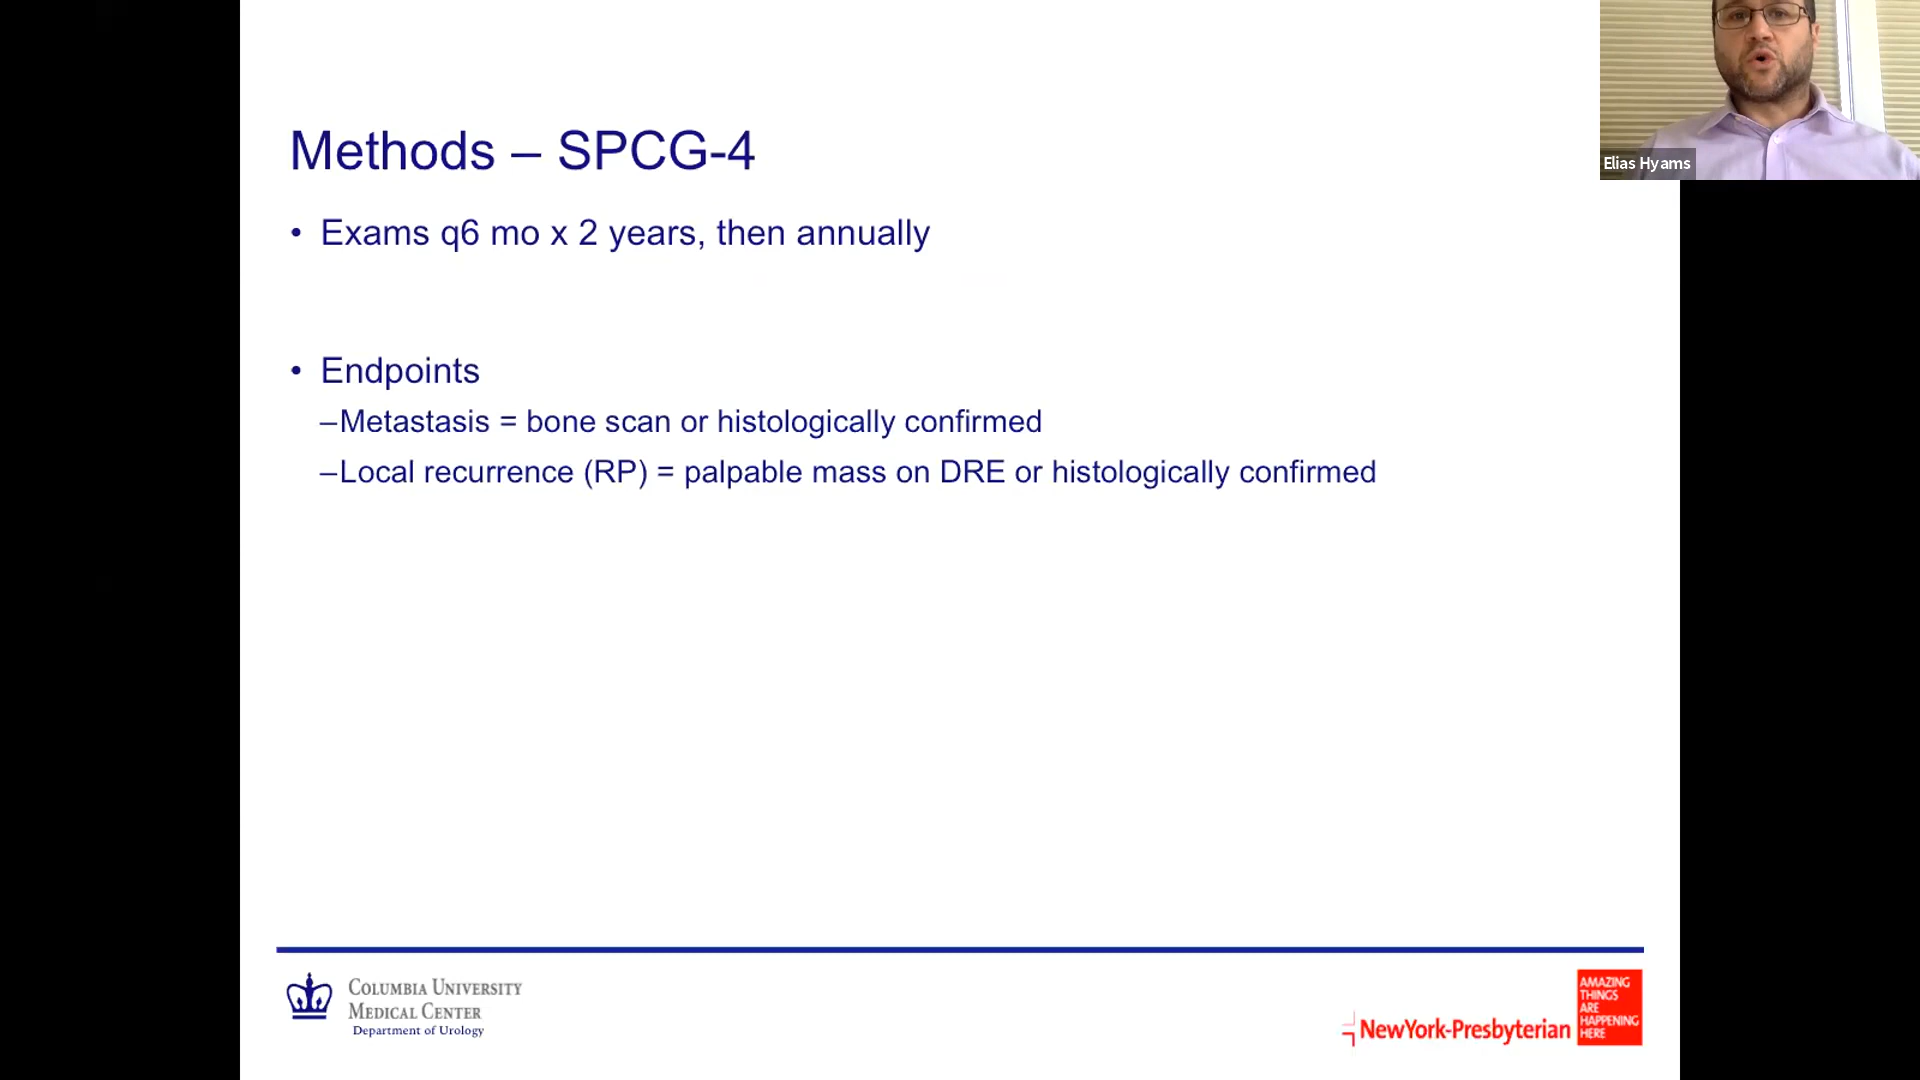 Elias Hyams
Methods – SPCG-4
• Exams q6 mo x 2 years, then annually
• Endpoints
–Metastasis = bone scan or histologically confirmed
–Local recurrence (RP) = palpable mass on DRE or histologically confirmed
COLUMBIA UNIVERSITY
MEDICAL CENTER
Department of Urology
NewYork-Presbyterian
AMAZING
THINGS
ARE
HAPPENING
HERE